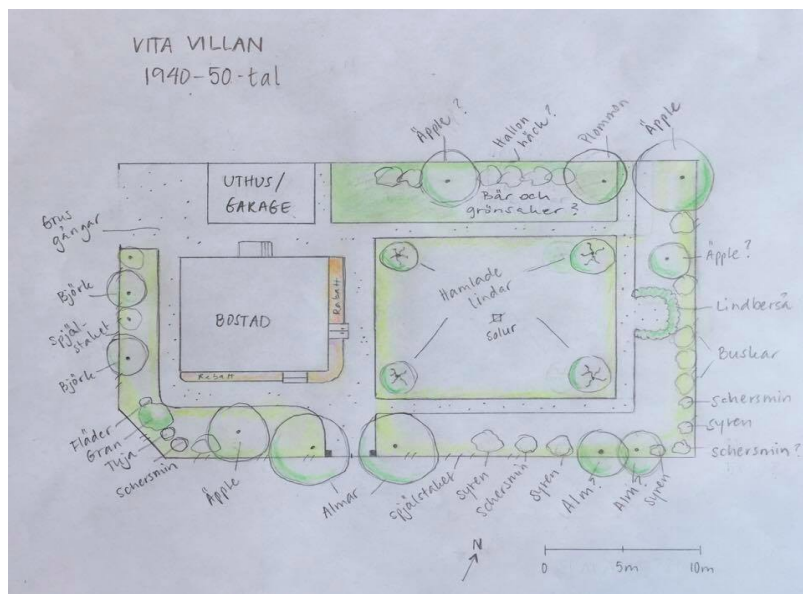 VITA VILLAN
1940-50-tal
Äpple?
Hallon
häck?
Plommon
Äpple
UTHUS/
GARAGE
Bär och
grönsaker?
Grus
gångar
Björk
Spjäl-
staket
Björk
BOSTAD
Rabatt
Rabatt
Hamlade
lindar
Solur
Äpple?
Lindberså
Buskar
Schersmin
Syren
Schersmin?
Fläder
Gran
Tuja
Schersmin
Äpple
Almar
Spjälstaket
Syren
Schersmin
Syren
Alm?
Alm?
Syren
N
0 5m 10m